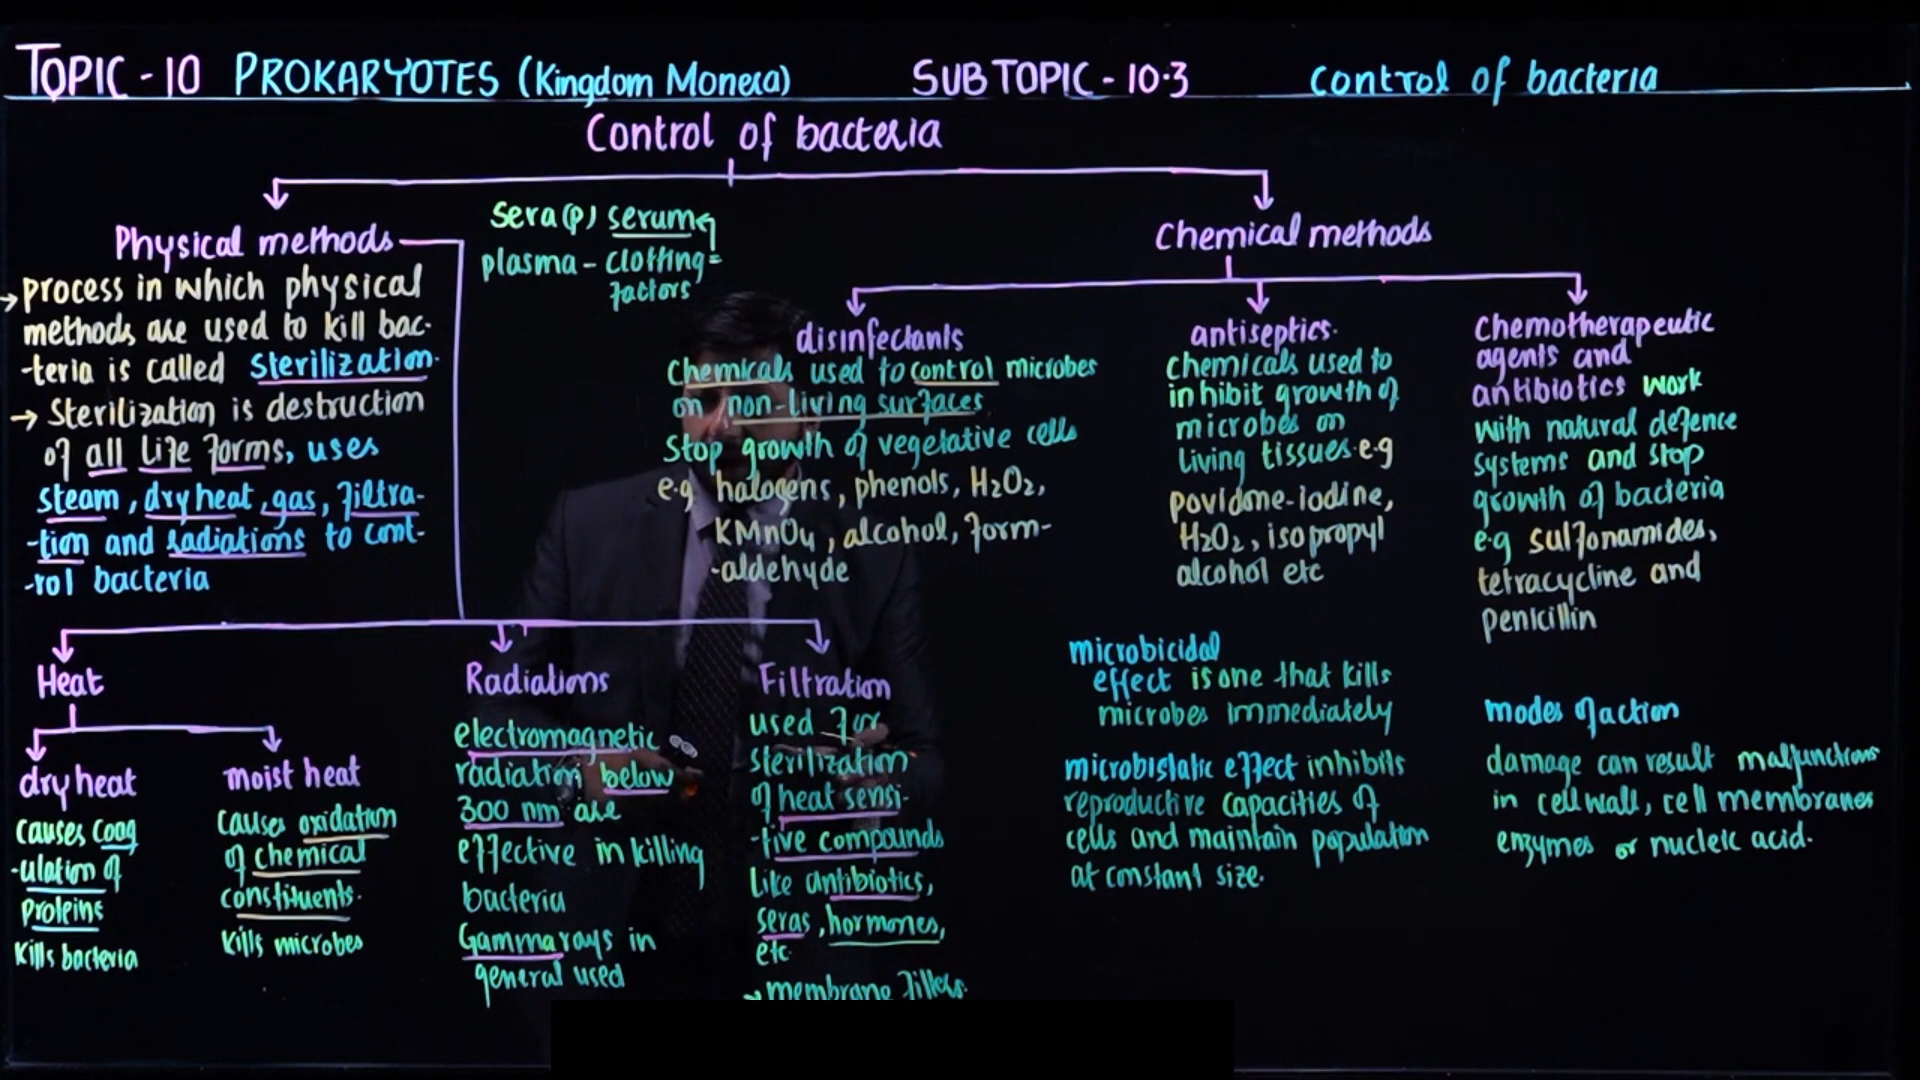 TOPIC - 10 PROKARYOTES (Kingdom Monera) SUBTOPIC - 10.3 control of bacteria
Control of bacteria
Physical methods
→ process in which physical
methods are used to kill bac-
-teria is called sterilization.
→ Sterilization is destruction
of all life forms, uses
steam, dry heat, gas, filtra-
-tion and radiations to cont-
-rol bacteria
Sera(p) serum
plasma - clotting =
factors
Chemical methods
disinfectants
chemicals used to control microbes
on non-living surfaces
stop growth of vegetative cells
e.g halogens, phenols, H2O2,
KMnO4, alcohol, form-
-aldehyde
antiseptics.
chemicals used to
inhibit growth of
microbes on
living tissues e.g
povidone-iodine,
H2O2, isopropyl
alcohol etc
Chemotherapeutic
agents and
antibiotics work
with natural defence
systems and stop
growth of bacteria
e.g sulfonamides,
tetracycline and
penicillin
Heat
dry heat
causes coag
-ulation of
proteins
kills bacteria
moist heat
causes oxidation
of chemical
constituents.
kills microbes
Radiations
electromagnetic
radiation below
300 nm are
effective in killing
bacteria
Gamma rays in
general used
Filtration
used for
sterilization
of heat sensi-
-tive compounds
like antibiotics,
seras, hormones,
etc
→ membrane filters.
microbicidal
effect is one that kills
microbes immediately
microbistatic effect inhibits
reproductive capacities of
cells and maintain population
at constant size.
modes of action
damage can result malfunctions
in cell wall, cell membranes
enzymes or nucleic acid.